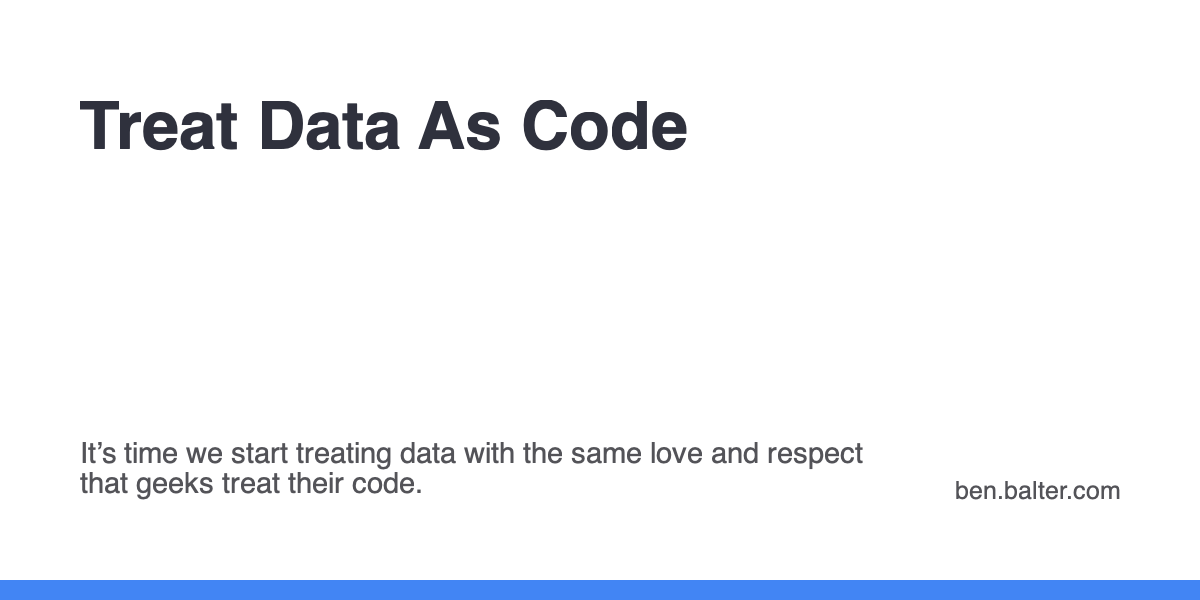 Treat Data As Code
It’s time we start treating data with the same love and respect
that geeks treat their code.
ben.balter.com